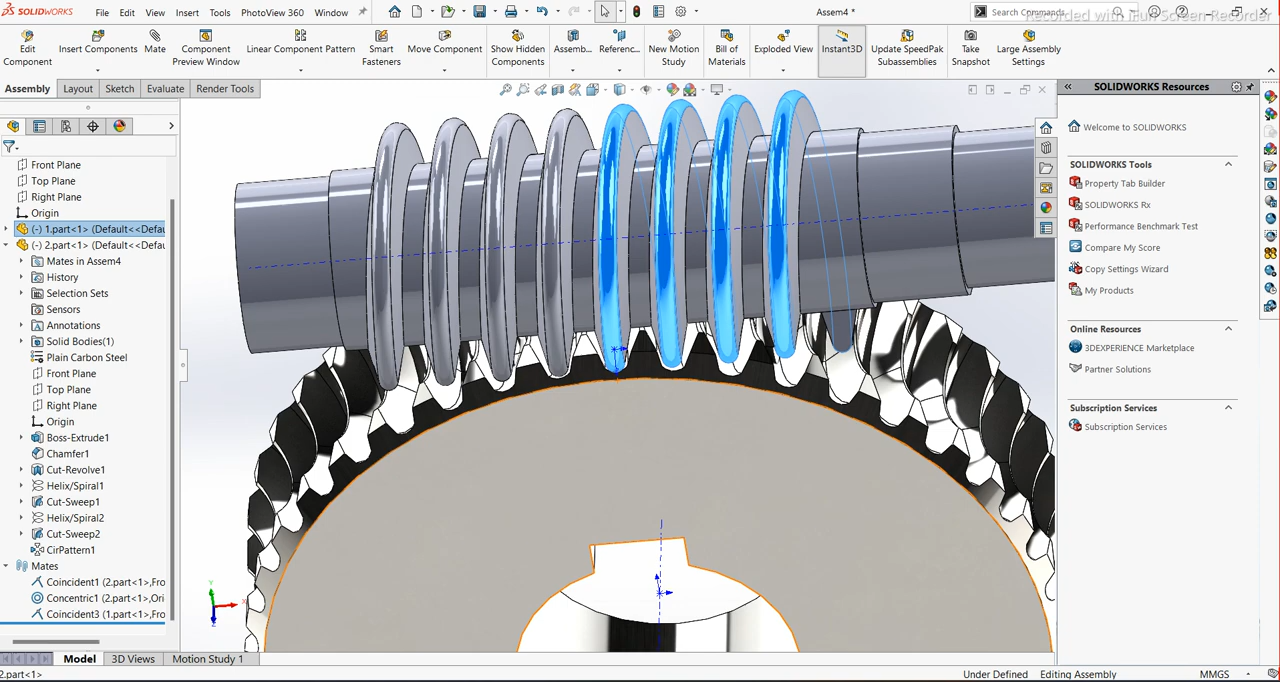 SOLIDWORKS File Edit View Insert Tools PhotoView 360 Window Assem4 * Search Commands
Recorded with iFun Screen Recorder
Edit Component Insert Components Mate Component Preview Window Linear Component Pattern Smart Fasteners Move Component Show Hidden Components Assemb... Referenc... New Motion Study Bill of Materials Exploded View Instant3D Update SpeedPak Subassemblies Take Snapshot Large Assembly Settings
Assembly Layout Sketch Evaluate Render Tools
Front Plane
Top Plane
Right Plane
Origin
(-) 1.part<1> (Default<<Defau
(-) 2.part<1> (Default<<Defau
Mates in Assem4
History
Selection Sets
Sensors
Annotations
Solid Bodies(1)
Plain Carbon Steel
Front Plane
Top Plane
Right Plane
Origin
Boss-Extrude1
Chamfer1
Cut-Revolve1
Helix/Spiral1
Cut-Sweep1
Helix/Spiral2
Cut-Sweep2
CirPattern1
Mates
Coincident1 (2.part<1>,Fro
Concentric1 (2.part<1>,Ori
Coincident3 (1.part<1>,Fro
SOLIDWORKS Resources
Welcome to SOLIDWORKS
SOLIDWORKS Tools
Property Tab Builder
SOLIDWORKS Rx
Performance Benchmark Test
Compare My Score
Copy Settings Wizard
My Products
Online Resources
3DEXPERIENCE Marketplace
Partner Solutions
Subscription Services
Subscription Services
Model 3D Views Motion Study 1
2.part<1> Under Defined Editing Assembly MMGS